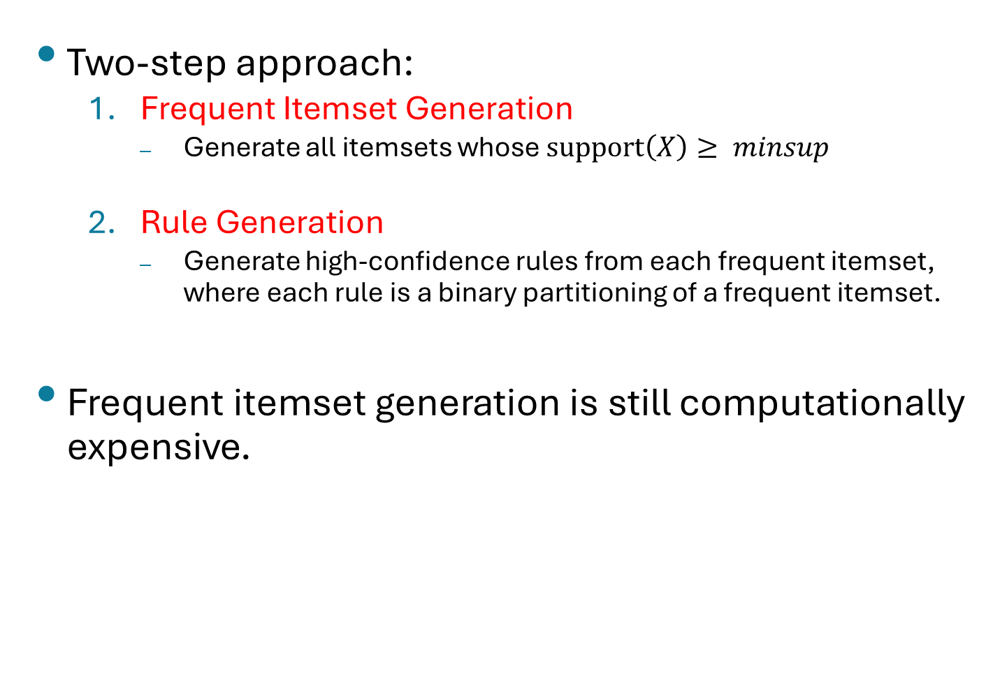 • Two-step approach:
1. Frequent Itemset Generation
– Generate all itemsets whose support(X) ≥ minsup
2. Rule Generation
– Generate high-confidence rules from each frequent itemset,
where each rule is a binary partitioning of a frequent itemset.
• Frequent itemset generation is still computationally
expensive.